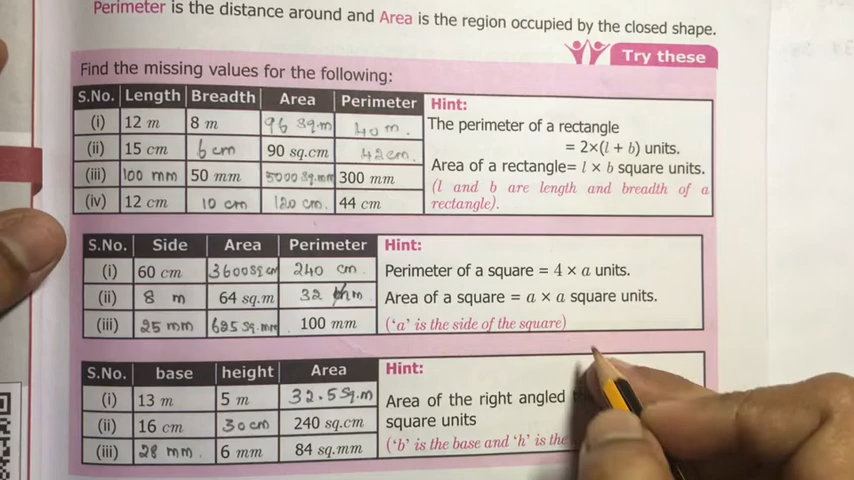 Perimeter is the distance around and Area is the region occupied by the closed shape.
Try these
Find the missing values for the following:
S.No. Length Breadth Area Perimeter
(i) 12 m 8 m 96 sq.m 40 m.
(ii) 15 cm 6 cm 90 sq.cm 42 cm.
(iii) 100 mm 50 mm 5000 sq.mm 300 mm
(iv) 12 cm 10 cm 120 cm. 44 cm
Hint:
The perimeter of a rectangle
= 2×(l + b) units.
Area of a rectangle= l × b square units.
(l and b are length and breadth of a
rectangle).
S.No. Side Area Perimeter
(i) 60 cm 3600 sq cm 240 cm.
(ii) 8 m 64 sq.m 32 m
(iii) 25 mm 625 sq.mm 100 mm
Hint:
Perimeter of a square = 4 × a units.
Area of a square = a × a square units.
('a' is the side of the square)
S.No. base height Area
(i) 13 m 5 m 32.5 sq.m
(ii) 16 cm 30 cm 240 sq.cm
(iii) 28 mm. 6 mm 84 sq.mm
Hint:
Area of the right angled
square units
('b' is the base and 'h' is the